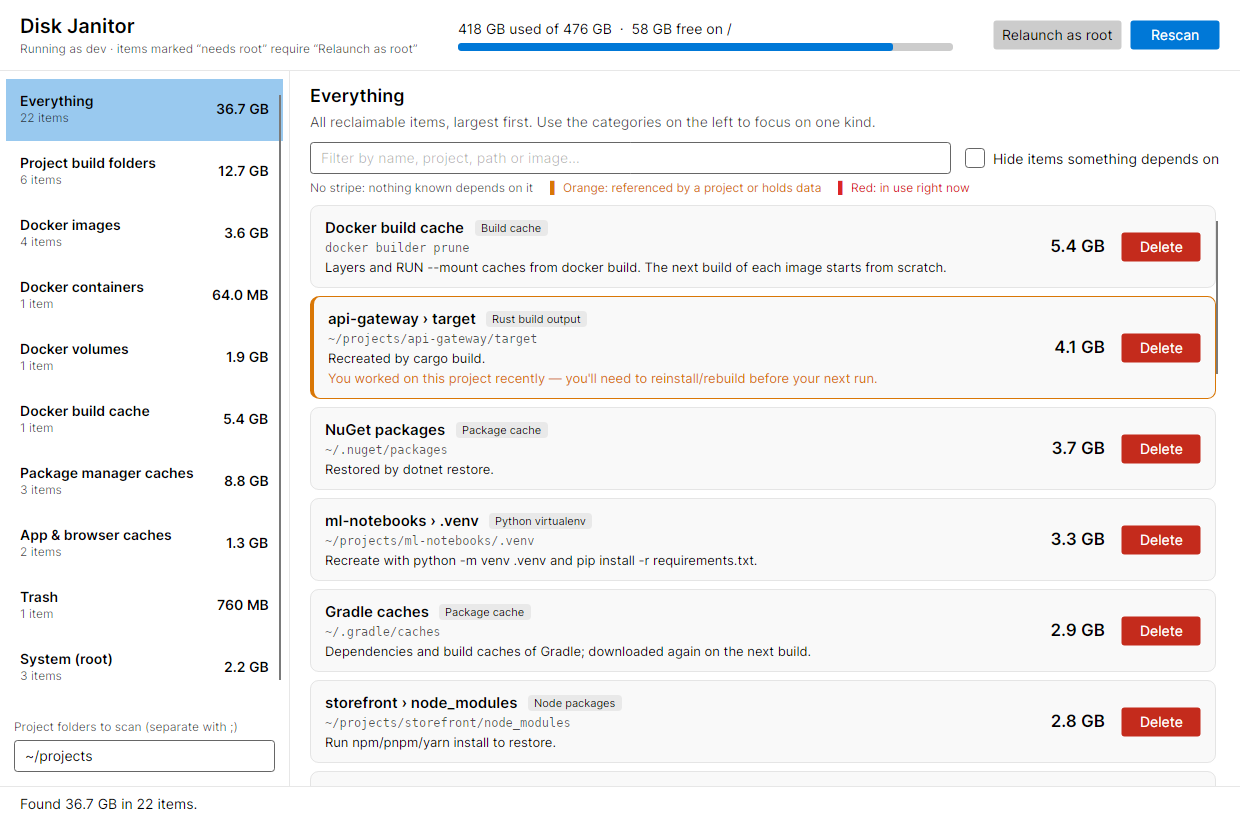 Disk Janitor
Running as dev · items marked “needs root” require “Relaunch as root”
418 GB used of 476 GB · 58 GB free on /
Relaunch as root
Rescan
Everything
22 items
36.7 GB
Project build folders
6 items
12.7 GB
Docker images
4 items
3.6 GB
Docker containers
1 item
64.0 MB
Docker volumes
1 item
1.9 GB
Docker build cache
1 item
5.4 GB
Package manager caches
3 items
8.8 GB
App & browser caches
2 items
1.3 GB
Trash
1 item
760 MB
System (root)
3 items
2.2 GB
Project folders to scan (separate with ;)
~/projects
Everything
All reclaimable items, largest first. Use the categories on the left to focus on one kind.
Filter by name, project, path or image...
Hide items something depends on
No stripe: nothing known depends on it
Orange: referenced by a project or holds data
Red: in use right now
Docker build cache
Build cache
docker builder prune
Layers and RUN --mount caches from docker build. The next build of each image starts from scratch.
5.4 GB
Delete
api-gateway › target
Rust build output
~/projects/api-gateway/target
Recreated by cargo build.
You worked on this project recently — you'll need to reinstall/rebuild before your next run.
4.1 GB
Delete
NuGet packages
Package cache
~/.nuget/packages
Restored by dotnet restore.
3.7 GB
Delete
ml-notebooks › .venv
Python virtualenv
~/projects/ml-notebooks/.venv
Recreate with python -m venv .venv and pip install -r requirements.txt.
3.3 GB
Delete
Gradle caches
Package cache
~/.gradle/caches
Dependencies and build caches of Gradle; downloaded again on the next build.
2.9 GB
Delete
storefront › node_modules
Node packages
~/projects/storefront/node_modules
Run npm/pnpm/yarn install to restore.
2.8 GB
Delete
Found 36.7 GB in 22 items.